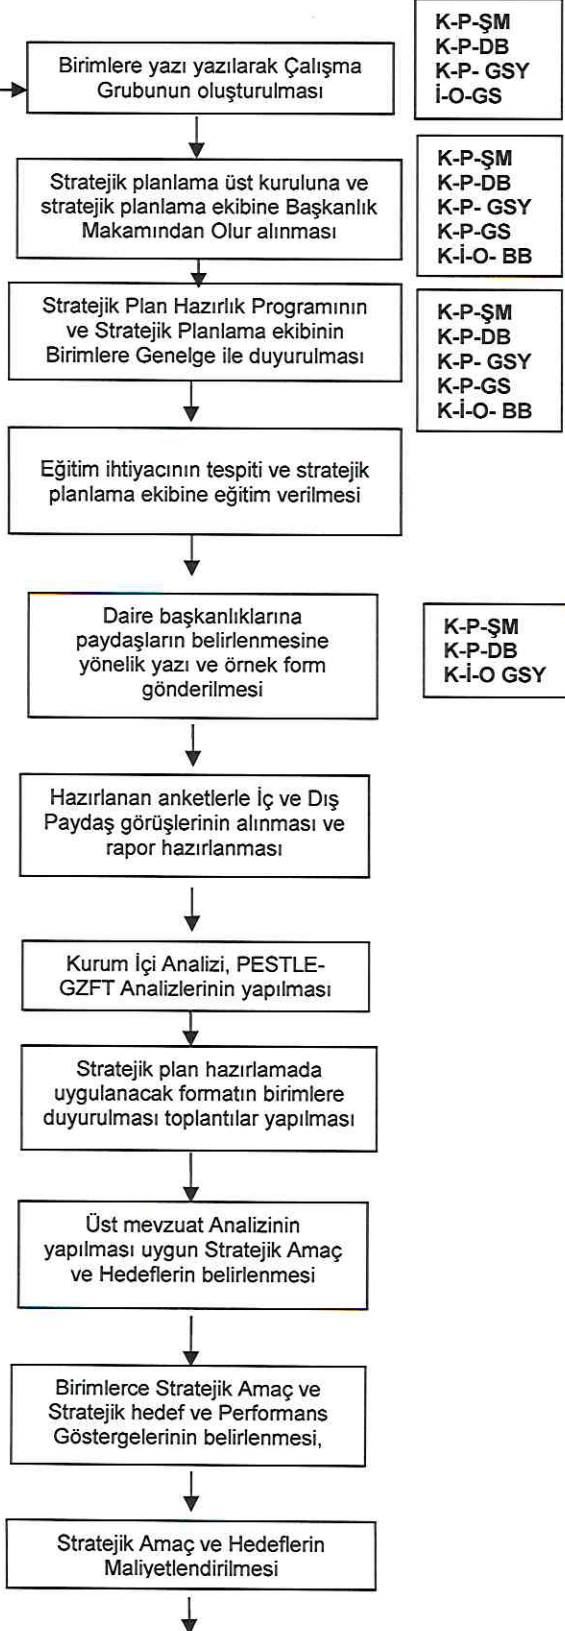 Birimlere yazı yazılarak Çalışma
Grubunun oluşturulması
K-P-ŞM
K-P-DB
K-P- GSY
İ-O-GS
Stratejik planlama üst kuruluna ve
stratejik planlama ekibine Başkanlık
Makamından Olur alınması
K-P-ŞM
K-P-DB
K-P- GSY
K-P-GS
K-İ-O- BB
Stratejik Plan Hazırlık Programının
ve Stratejik Planlama ekibinin
Birimlere Genelge ile duyurulması
K-P-ŞM
K-P-DB
K-P- GSY
K-P-GS
K-İ-O- BB
Eğitim ihtiyacının tespiti ve stratejik
planlama ekibine eğitim verilmesi
Daire başkanlıklarına
paydaşların belirlenmesine
yönelik yazı ve örnek form
gönderilmesi
K-P-ŞM
K-P-DB
K-İ-O GSY
Hazırlanan anketlerle İç ve Dış
Paydaş görüşlerinin alınması ve
rapor hazırlanması
Kurum İçi Analizi, PESTLE-
GZFT Analizlerinin yapılması
Stratejik plan hazırlamada
uygulanacak formatın birimlere
duyurulması toplantılar yapılması
Üst mevzuat Analizinin
yapılması uygun Stratejik Amaç
ve Hedeflerin belirlenmesi
Birimlerce Stratejik Amaç ve
Stratejik hedef ve Performans
Göstergelerinin belirlenmesi,
Stratejik Amaç ve Hedeflerin
Maliyetlendirilmesi